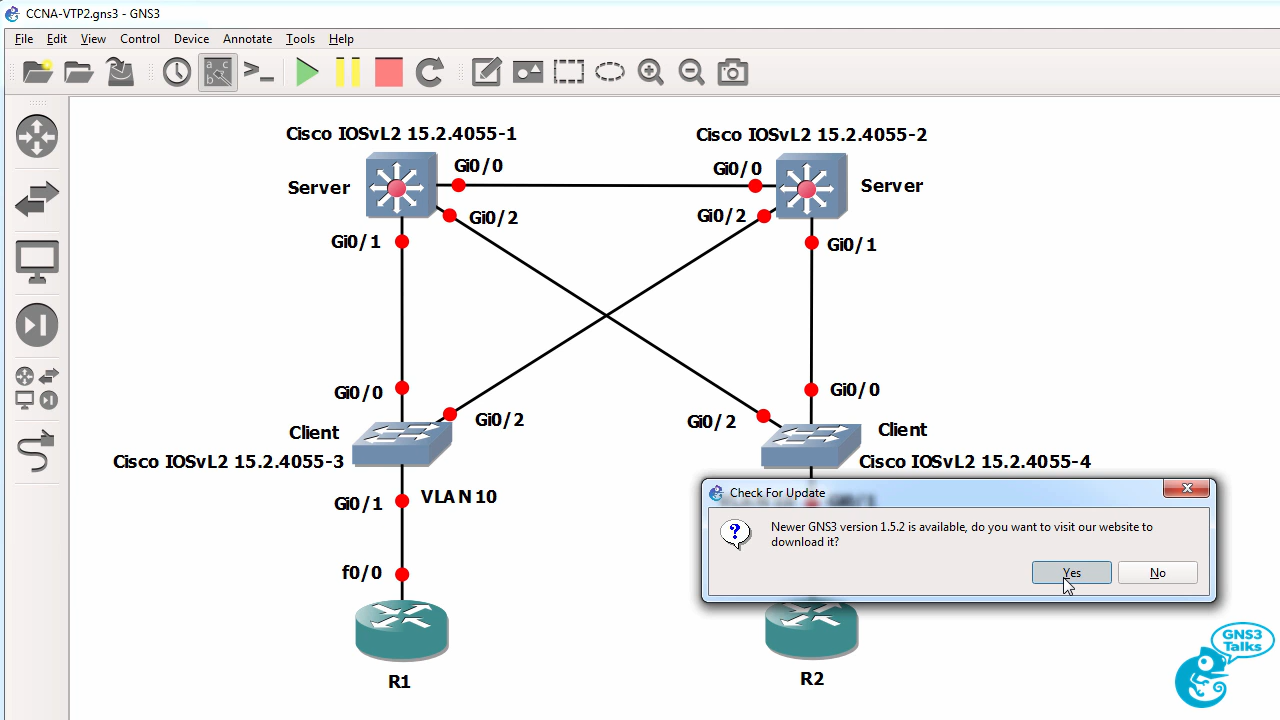 CCNA-VTP2.gns3 - GNS3
File Edit View Control Device Annotate Tools Help
Cisco IOSvL2 15.2.4055-1
Cisco IOSvL2 15.2.4055-2
Gi0/0
Gi0/0
Server
Server
Gi0/2
Gi0/2
Gi0/1
Gi0/1
Gi0/0
Gi0/0
Gi0/2
Gi0/2
Client
Client
Cisco IOSvL2 15.2.4055-3
Cisco IOSvL2 15.2.4055-4
Gi0/1
VLAN 10
Check For Update
Newer GNS3 version 1.5.2 is available, do you want to visit our website to
download it?
Yes
No
f0/0
R1
R2
GNS3
Talks